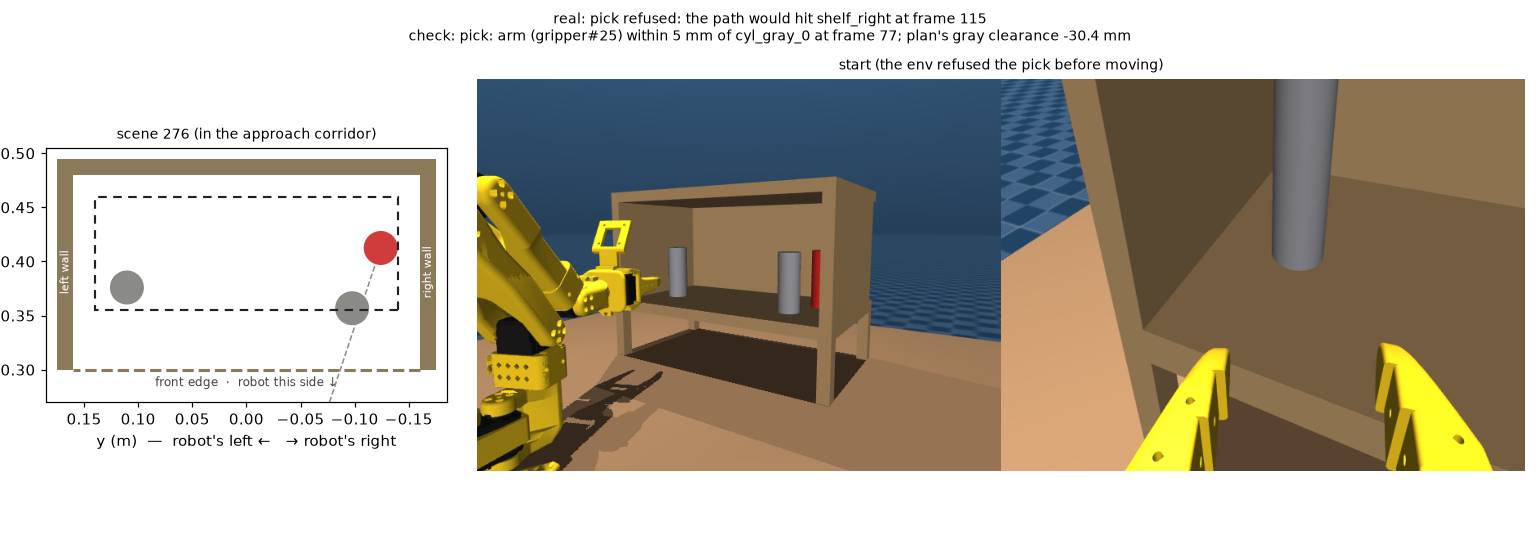 real: pick refused: the path would hit shelf_right at frame 115
check: pick: arm (gripper#25) within 5 mm of cyl_gray_0 at frame 77; plan's gray clearance -30.4 mm
start (the env refused the pick before moving)
scene 276 (in the approach corridor)
0.50
0.45
0.40
0.35
0.30
left wall
right wall
front edge · robot this side ↓
0.15 0.10 0.05 0.00 −0.05 −0.10 −0.15
y (m) — robot's left ← → robot's right